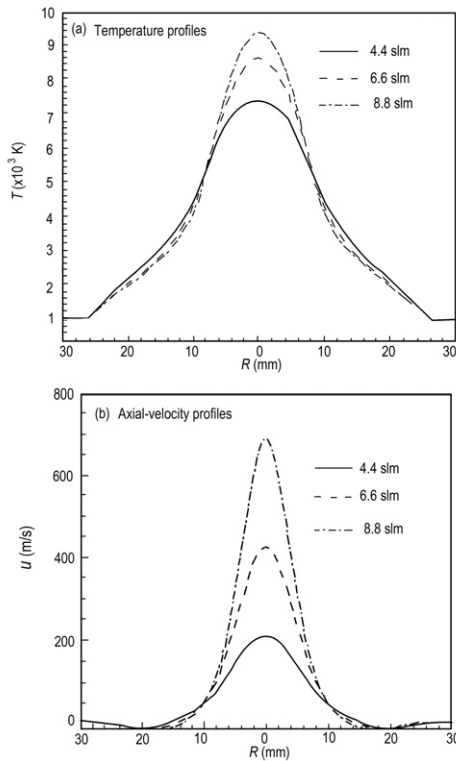 10
(a) Temperature profiles
9
4.4 slm
8
6.6 slm
8.8 slm
7
T (x10³ K)
6
5
4
3
2
1
30 20 10 0 10 20 30
R (mm)
800
(b) Axial-velocity profiles
4.4 slm
600
6.6 slm
8.8 slm
u (m/s)
400
200
0
30 20 10 0 10 20 30
R (mm)